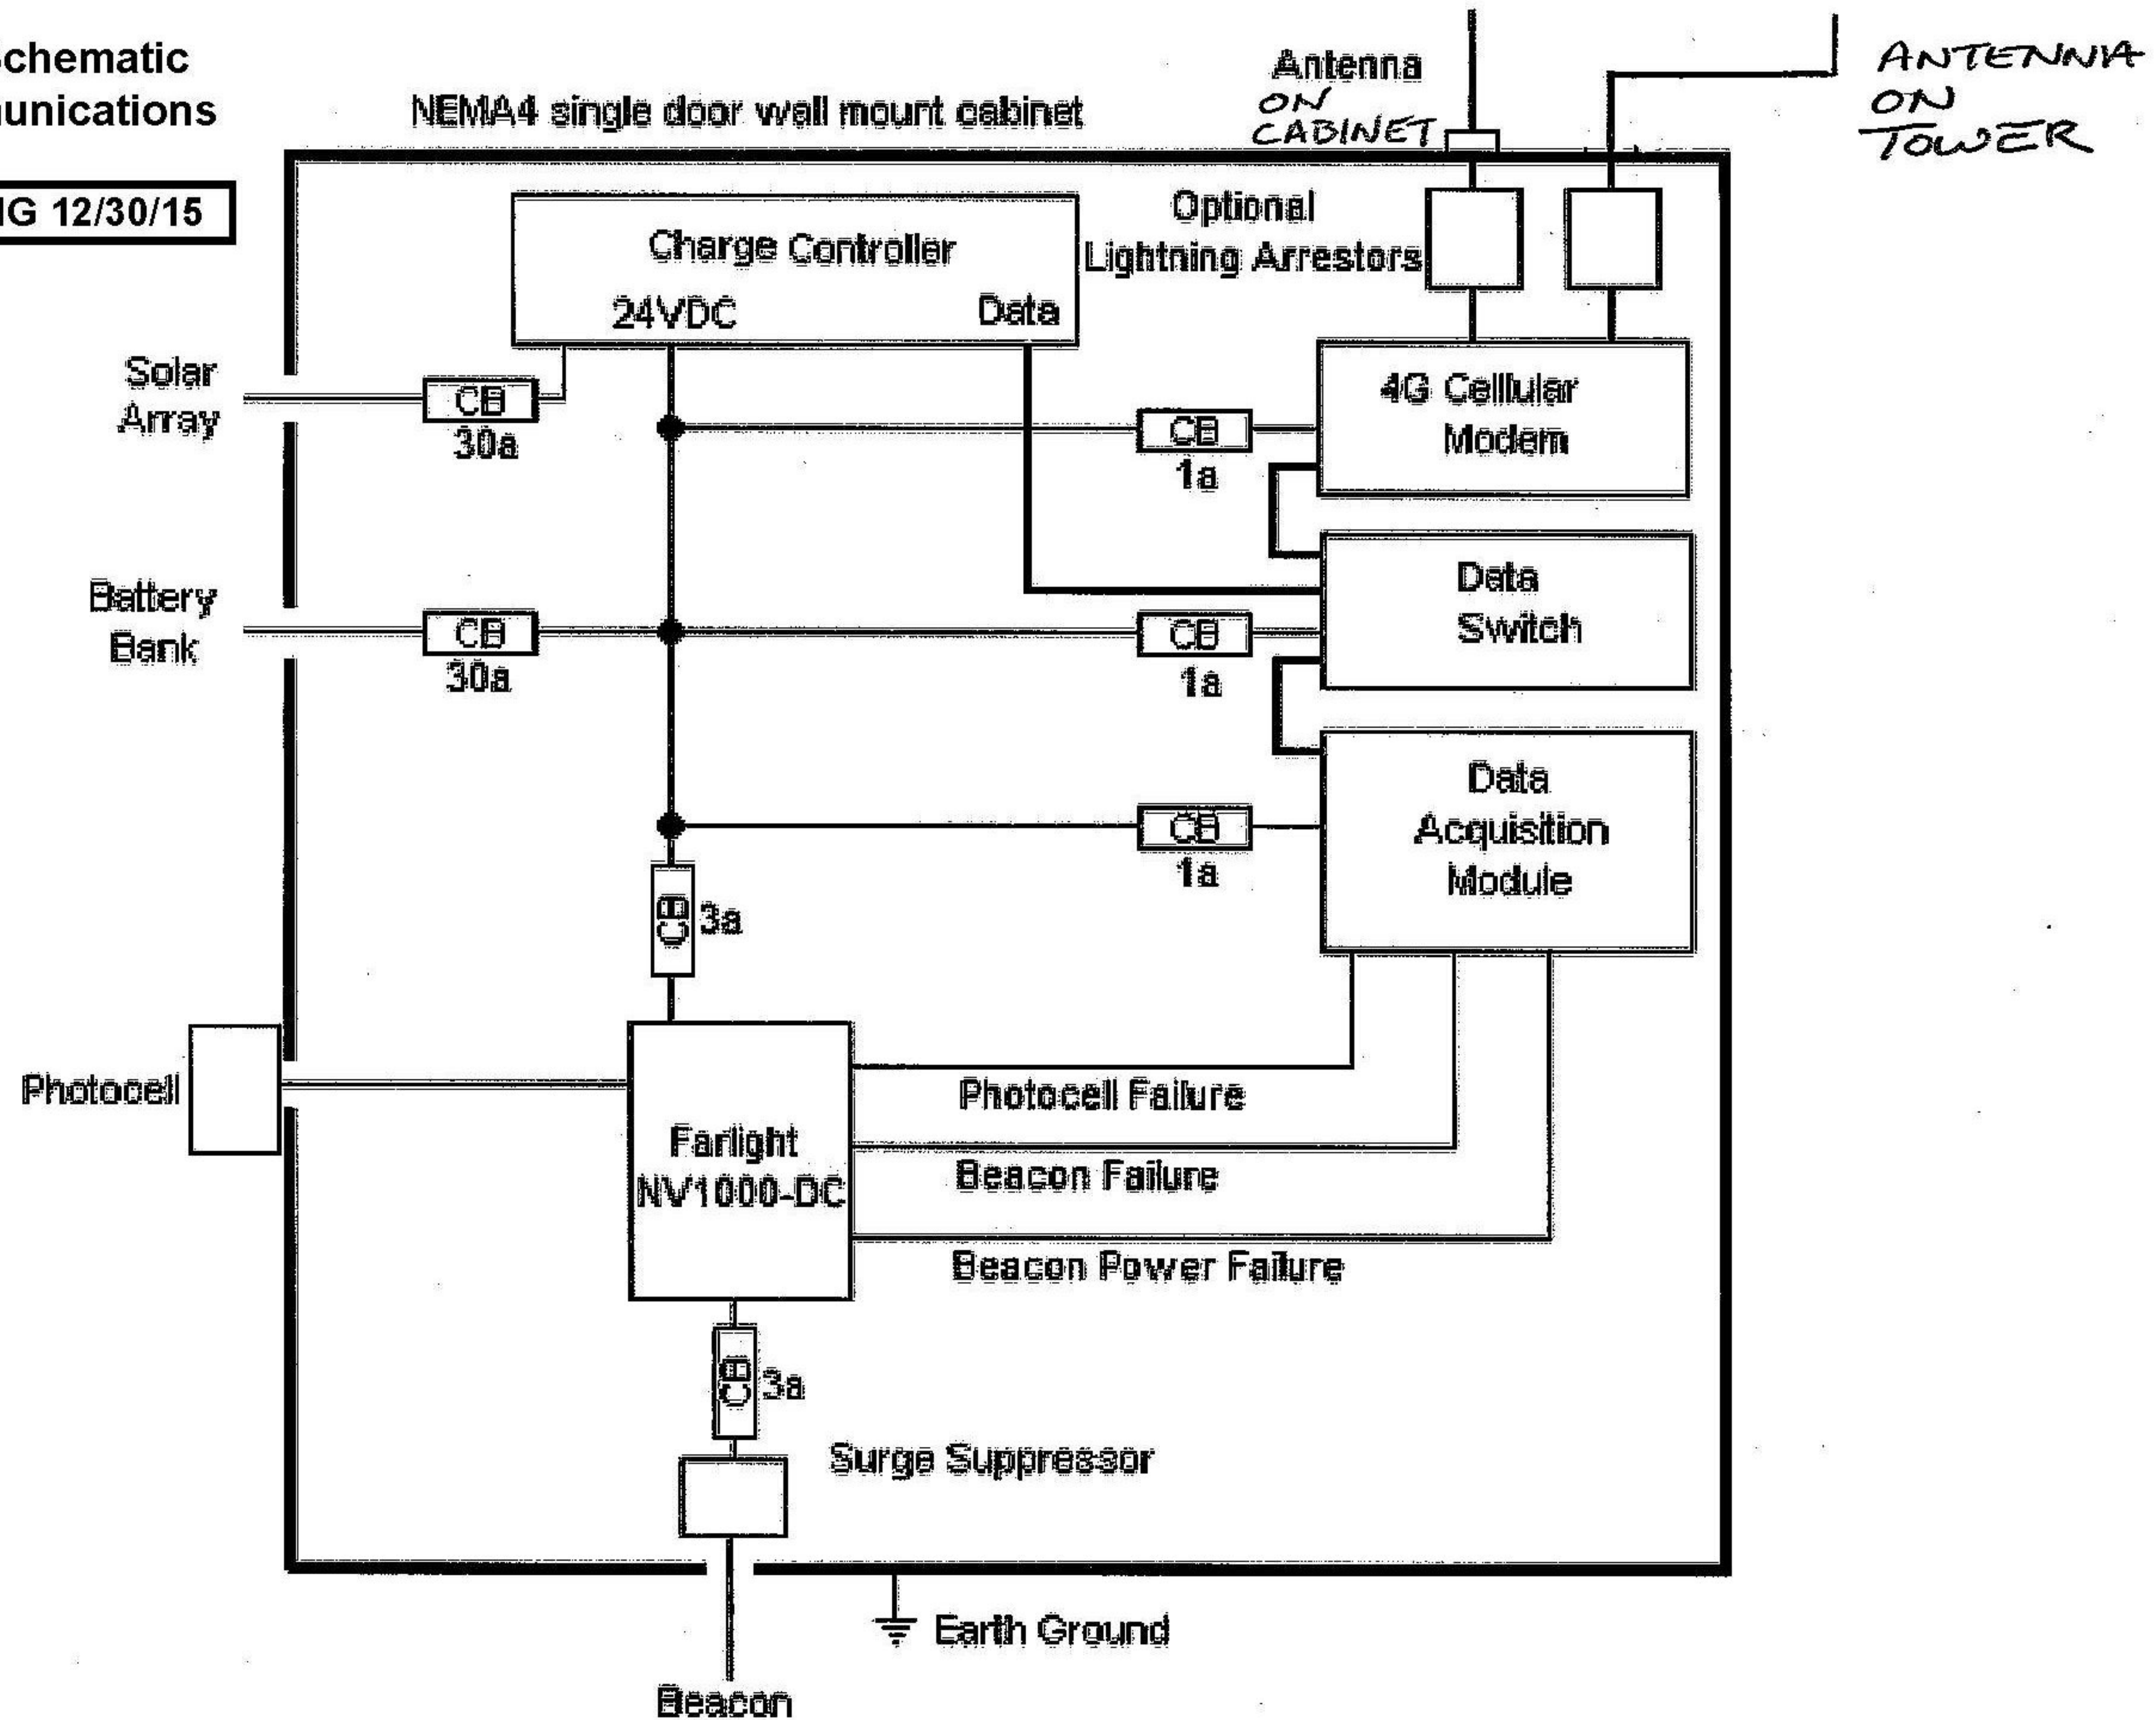 chematic
unications
IG 12/30/15
NEMA4 single door wall mount cabinet
Antenna
ON
CABINET
ANTENNIA
ON
TOWER
Charge Controller
24VDC
Data
Optional
Lightning Arrestors
Solar
Array
CB
30a
CB
1a
4G Celllular
Modem
Battery
Bank
CB
30a
CB
1a
Data
Switch
CB
1a
Data
Acquisition
Module
CB
3a
Photocell
Farlight
NV1000-DC
Photocell Failure
Beacon Failure
Beacon Power Failure
CB
3a
Surge Suppressor
Earth Ground
Beacon